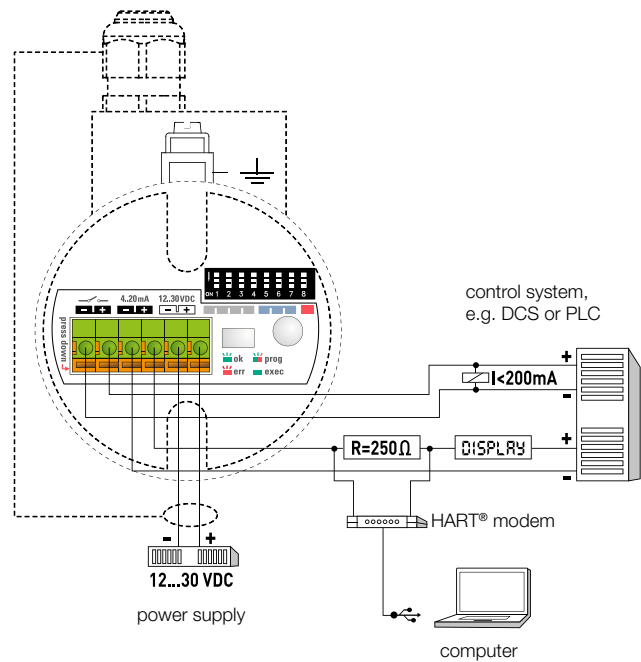 ON 1 2 3 4 5 6 7 8
4..20mA 12..30VDC
- + - + - +
press down
ok prog
err exec
control system,
e.g. DCS or PLC
+
I<200mA
-
+
R=250Ω DISPLAY
-
HART® modem
- +
12...30 VDC
power supply
computer